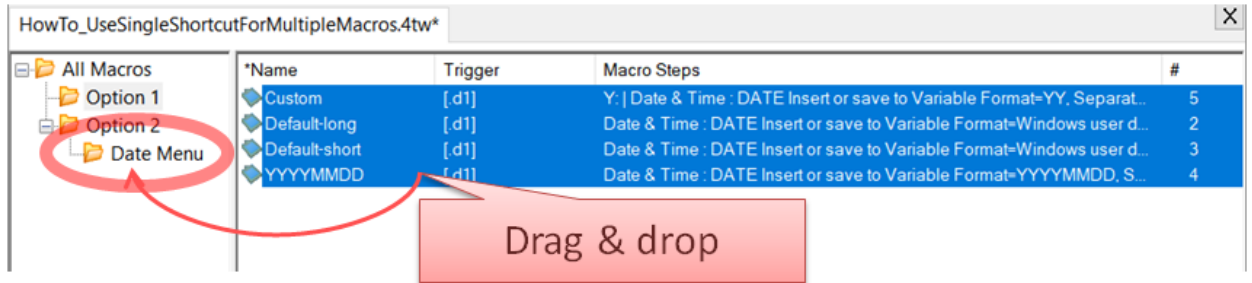 HowTo_UseSingleShortcutForMultipleMacros.4tw*
X
All Macros
Option 1
Option 2
Date Menu
*Name Trigger Macro Steps #
Custom [.d1] Y: | Date & Time : DATE Insert or save to Variable Format=YY, Separat... 5
Default-long [.d1] Date & Time : DATE Insert or save to Variable Format=Windows user d... 2
Default-short [.d1] Date & Time : DATE Insert or save to Variable Format=Windows user d... 3
YYYYMMDD [.d1] Date & Time : DATE Insert or save to Variable Format=YYYYMMDD, S... 4
Drag & drop